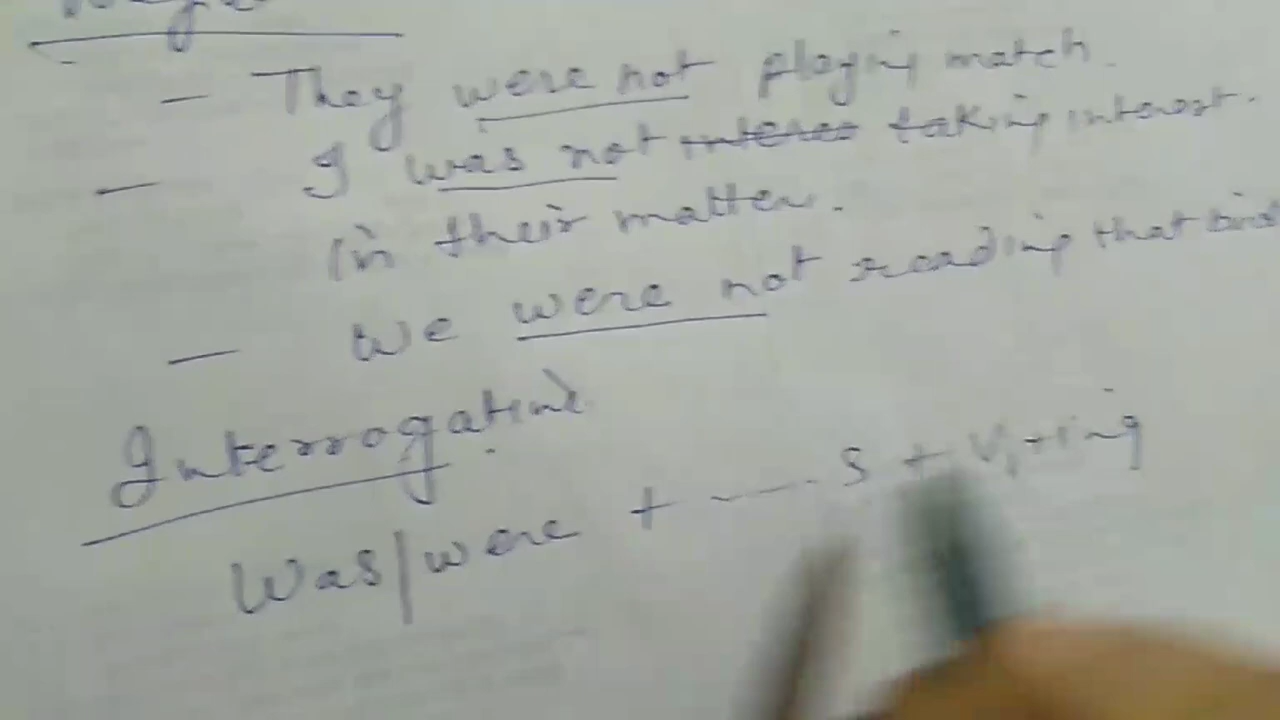 - They were not playing match.
- I was not interes taking interest.
in their matter.
- We were not reading that
Interrogative
Was/were + ----- S + V1+ing